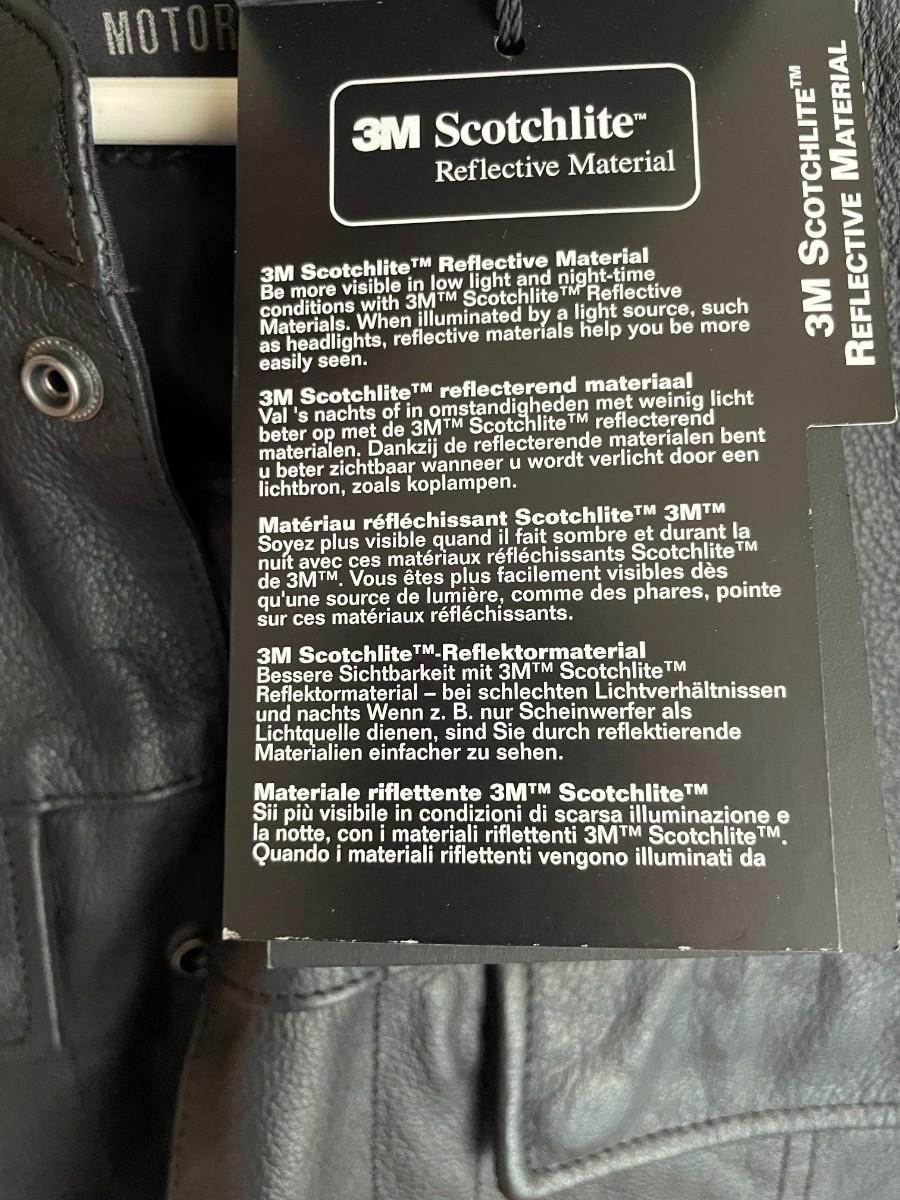 MOTOR
3M Scotchlite™
Reflective Material
3M SCOTCHLITE™
REFLECTIVE MATERIAL
3M Scotchlite™ Reflective Material
Be more visible in low light and night-time
conditions with 3M™ Scotchlite™ Reflective
Materials. When illuminated by a light source, such
as headlights, reflective materials help you be more
easily seen.
3M Scotchlite™ reflecterend materiaal
Val 's nachts of in omstandigheden met weinig licht
beter op met de 3M™ Scotchlite™ reflecterend
materialen. Dankzij de reflecterende materialen bent
u beter zichtbaar wanneer u wordt verlicht door een
lichtbron, zoals koplampen.
Matériau réfléchissant Scotchlite™ 3M™
Soyez plus visible quand il fait sombre et durant la
nuit avec ces matériaux réfléchissants Scotchlite™
de 3M™. Vous êtes plus facilement visibles dès
qu'une source de lumière, comme des phares, pointe
sur ces matériaux réfléchissants.
3M Scotchlite™-Reflektormaterial
Bessere Sichtbarkeit mit 3M™ Scotchlite™
Reflektormaterial – bei schlechten Lichtverhältnissen
und nachts Wenn z. B. nur Scheinwerfer als
Lichtquelle dienen, sind Sie durch reflektierende
Materialien einfacher zu sehen.
Materiale riflettente 3M™ Scotchlite™
Sii più visibile in condizioni di scarsa illuminazione e
la notte, con i materiali riflettenti 3M™ Scotchlite™.
Quando i materiali riflettenti vengono illuminati da